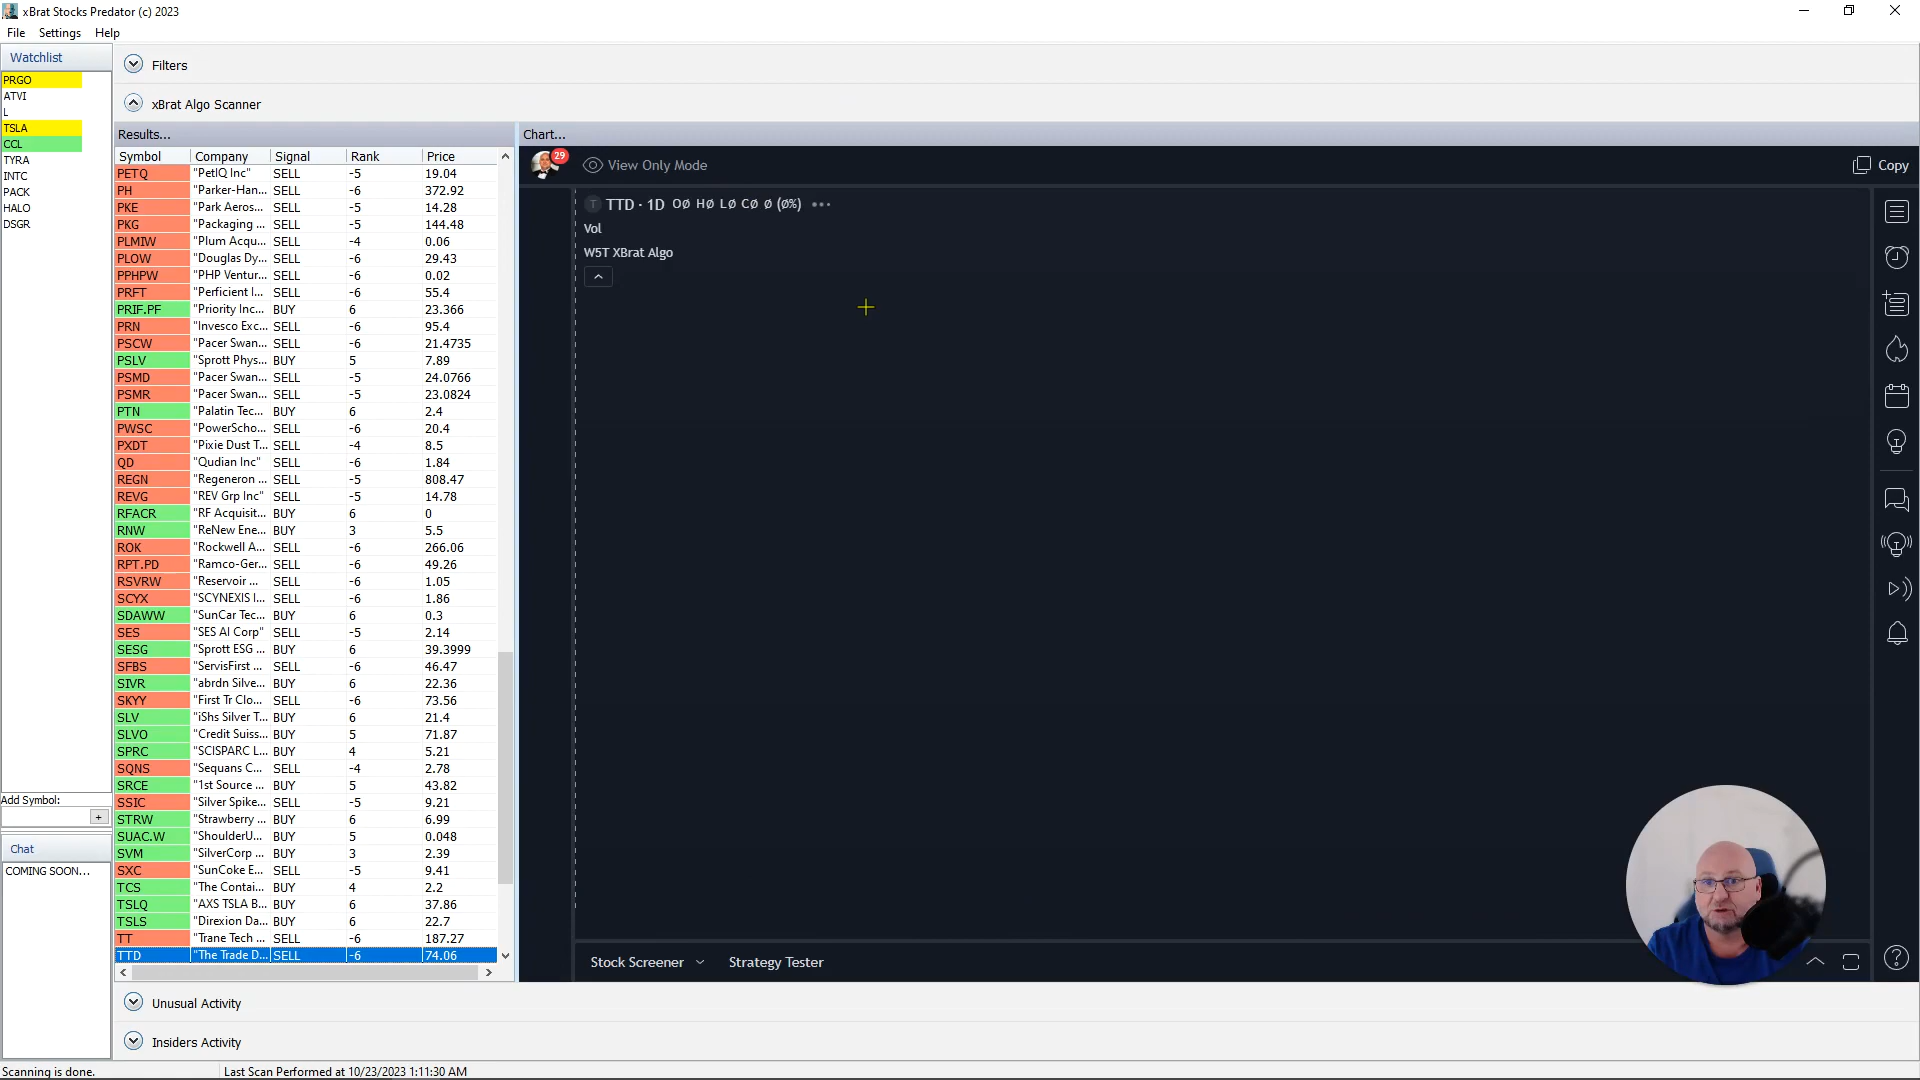 xBrat Stocks Predator (c) 2023
File Settings Help
Watchlist
PRGO
ATVI
L
TSLA
CCL
TYRA
INTC
PACK
HALO
DSGR
Add Symbol:
+
Chat
COMING SOON...
Filters
xBrat Algo Scanner
Results...
Symbol Company Signal Rank Price
PETQ "PetIQ Inc" SELL -5 19.04
PH "Parker-Han... SELL -6 372.92
PKE "Park Aeros... SELL -5 14.28
PKG "Packaging ... SELL -5 144.48
PLMIW "Plum Acqu... SELL -4 0.06
PLOW "Douglas Dy... SELL -6 29.43
PPHPW "PHP Ventur... SELL -6 0.02
PRFT "Perficient I... SELL -6 55.4
PRIF.PF "Priority Inc... BUY 6 23.366
PRN "Invesco Exc... SELL -6 95.4
PSCW "Pacer Swan... SELL -6 21.4735
PSLV "Sprott Phys... BUY 5 7.89
PSMD "Pacer Swan... SELL -5 24.0766
PSMR "Pacer Swan... SELL -5 23.0824
PTN "Palatin Tec... BUY 6 2.4
PWSC "PowerScho... SELL -6 20.4
PXDT "Pixie Dust T... SELL -4 8.5
QD "Qudian Inc" SELL -6 1.84
REGN "Regeneron ... SELL -5 808.47
REVG "REV Grp Inc" SELL -5 14.78
RFACR "RF Acquisit... BUY 6 0
RNW "ReNew Ene... BUY 3 5.5
ROK "Rockwell A... SELL -6 266.06
RPT.PD "Ramco-Ger... SELL -6 49.26
RSVRW "Reservoir ... SELL -6 1.05
SCYX "SCYNEXIS I... SELL -6 1.86
SDAWW "SunCar Tec... BUY 6 0.3
SES "SES AI Corp" SELL -5 2.14
SESG "Sprott ESG ... BUY 6 39.3999
SFBS "ServisFirst ... SELL -6 46.47
SIVR "abrdn Silve... BUY 6 22.36
SKYY "First Tr Clo... SELL -6 73.56
SLV "iShs Silver T... BUY 6 21.4
SLVO "Credit Suiss... BUY 5 71.87
SPRC "SCISPARC L... BUY 4 5.21
SQNS "Sequans C... SELL -4 2.78
SRCE "1st Source ... BUY 5 43.82
SSIC "Silver Spike... SELL -5 9.21
STRW "Strawberry ... BUY 6 6.99
SUAC.W "ShoulderU... BUY 5 0.048
SVM "SilverCorp ... BUY 3 2.39
SXC "SunCoke E... SELL -5 9.41
TCS "The Contai... BUY 4 2.2
TSLQ "AXS TSLA B... BUY 6 37.86
TSLS "Direxion Da... BUY 6 22.7
TT "Trane Tech ... SELL -6 187.27
TTD "The Trade D... SELL -6 74.06
Chart...
29
View Only Mode
Copy
T TTD · 1D O∅ H∅ L∅ C∅ ∅ (∅%) •••
Vol
W5T XBrat Algo
Stock Screener Strategy Tester
Unusual Activity
Insiders Activity
Scanning is done. Last Scan Performed at 10/23/2023 1:11:30 AM